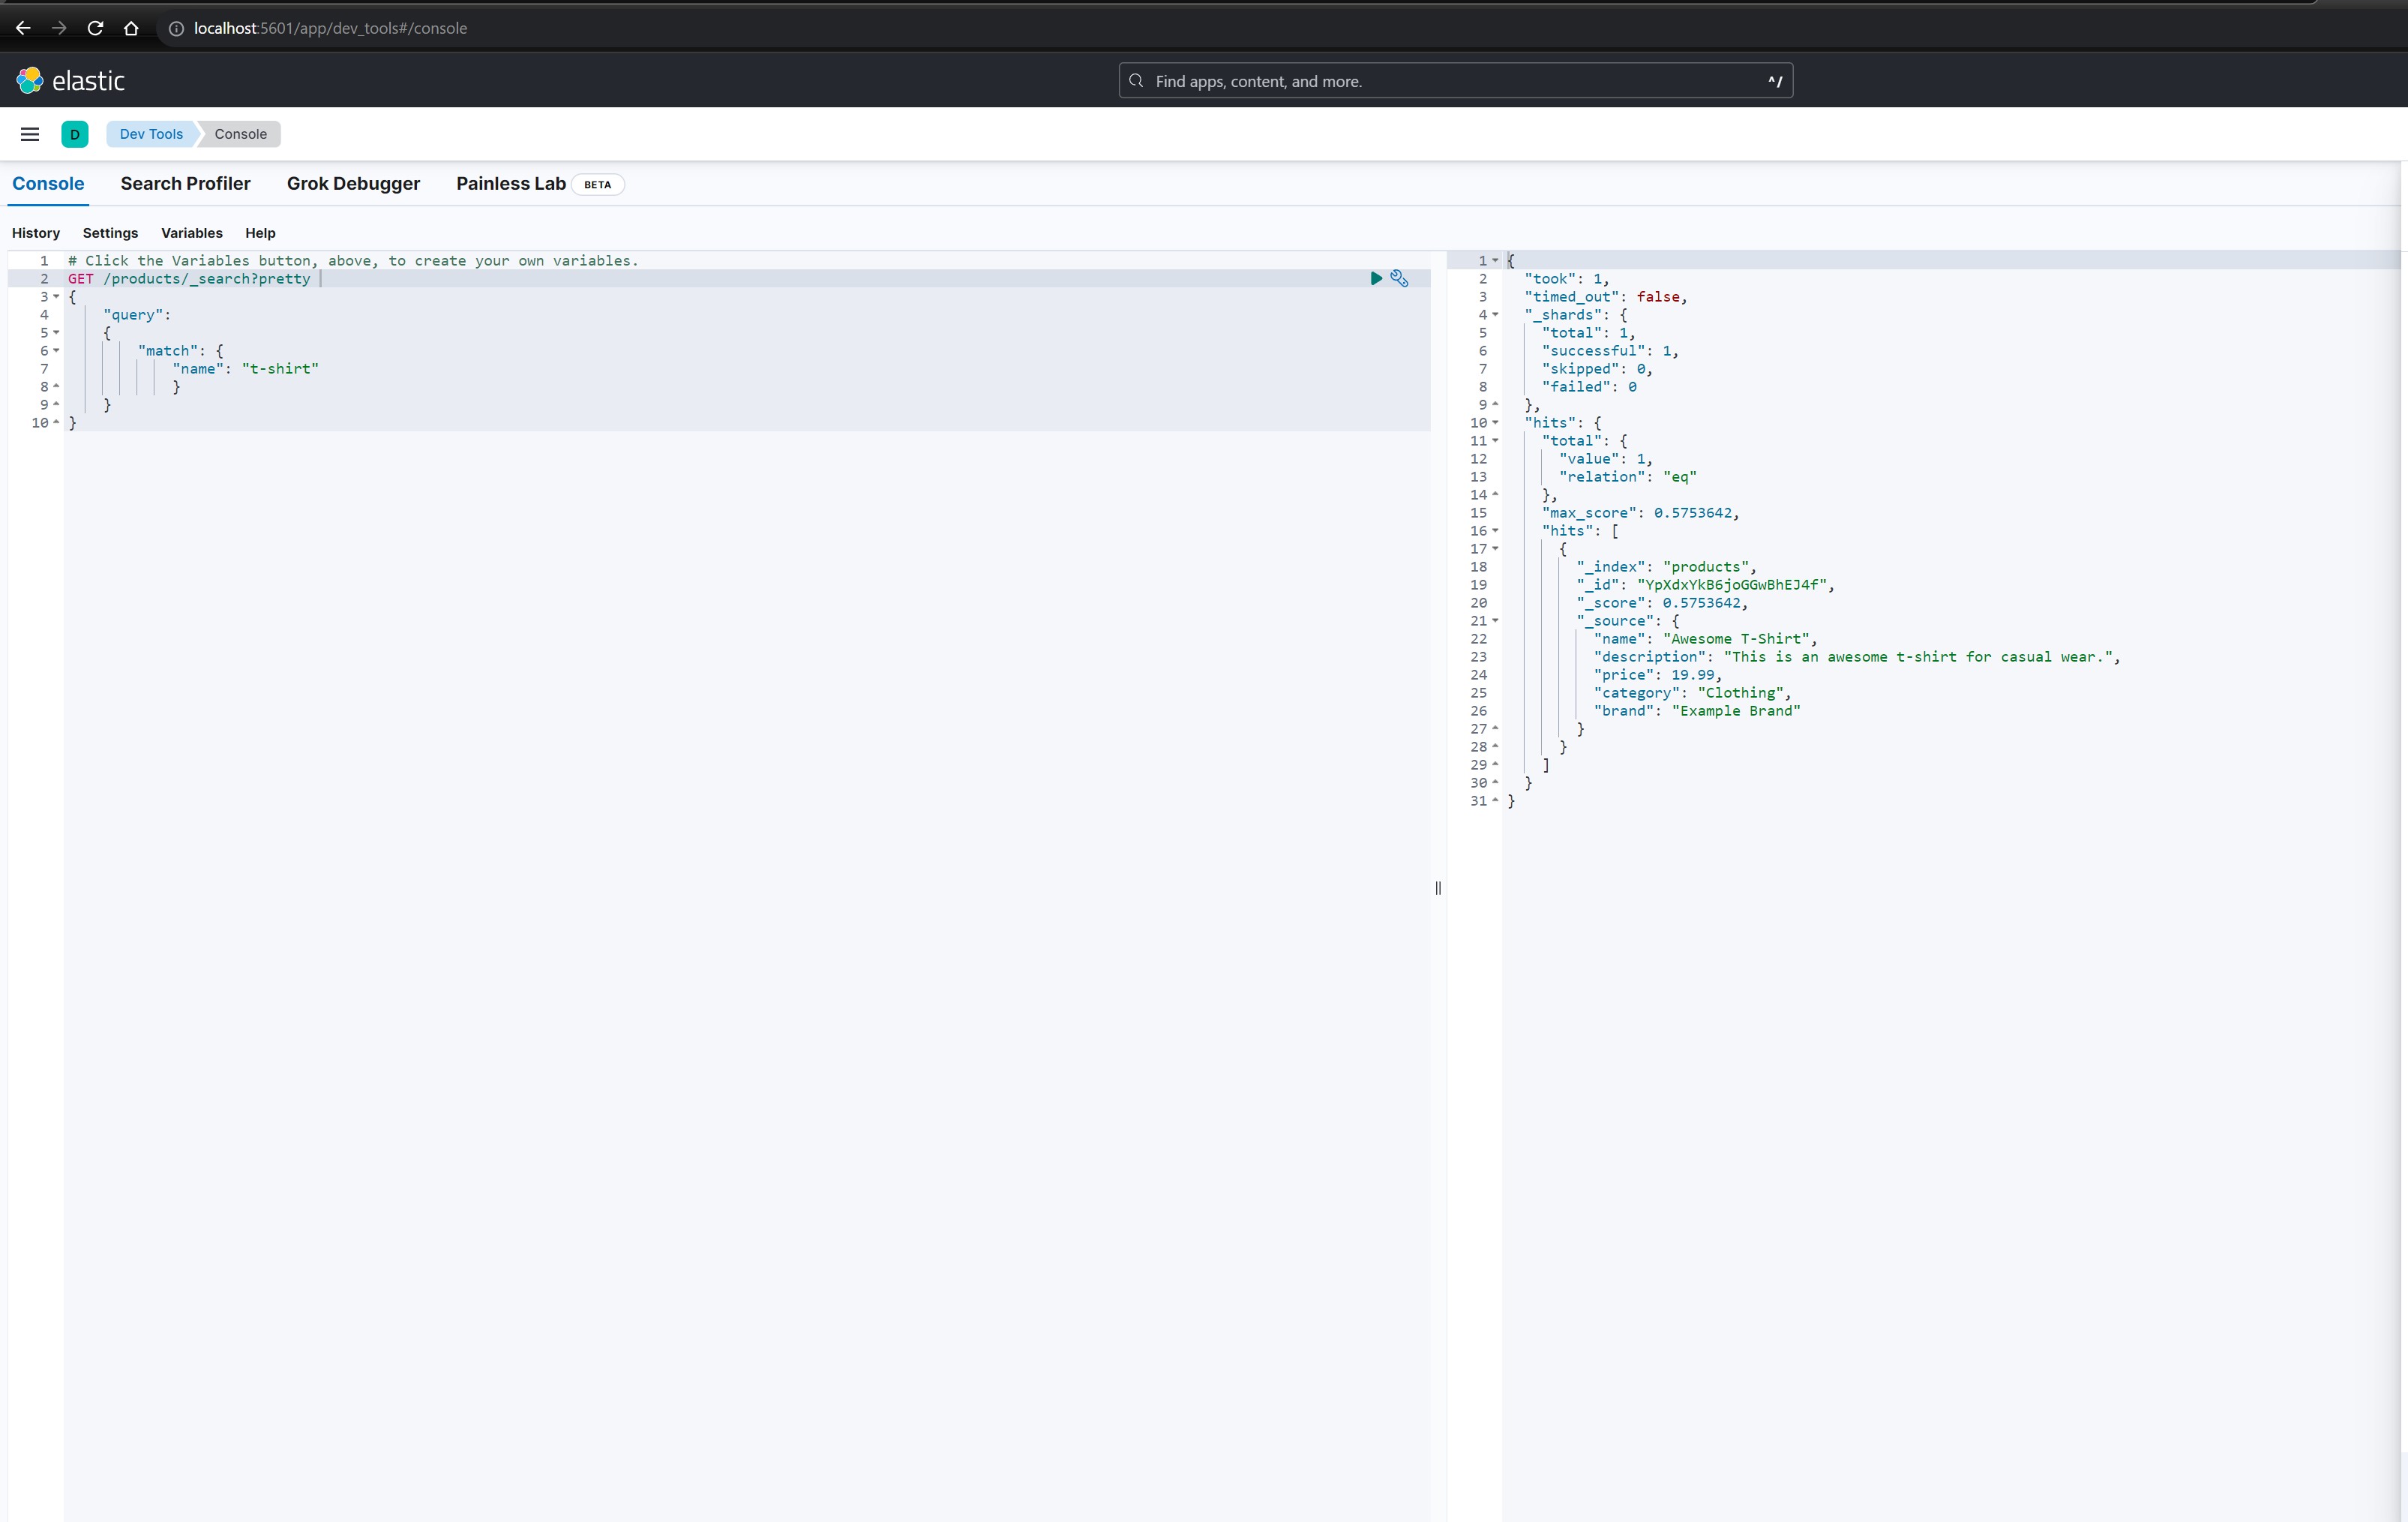 localhost:5601/app/dev_tools#/console
elastic
Find apps, content, and more.
^/
D
Dev Tools
Console
Console
Search Profiler
Grok Debugger
Painless Lab
BETA
History
Settings
Variables
Help
1 # Click the Variables button, above, to create your own variables.
2 GET /products/_search?pretty
3 {
4 "query":
5 {
6 "match": {
7 "name": "t-shirt"
8 }
9 }
10 }
1 {
2 "took": 1,
3 "timed_out": false,
4 "_shards": {
5 "total": 1,
6 "successful": 1,
7 "skipped": 0,
8 "failed": 0
9 },
10 "hits": {
11 "total": {
12 "value": 1,
13 "relation": "eq"
14 },
15 "max_score": 0.5753642,
16 "hits": [
17 {
18 "_index": "products",
19 "_id": "YpXdxYkB6joGGwBhEJ4f",
20 "_score": 0.5753642,
21 "_source": {
22 "name": "Awesome T-Shirt",
23 "description": "This is an awesome t-shirt for casual wear.",
24 "price": 19.99,
25 "category": "Clothing",
26 "brand": "Example Brand"
27 }
28 }
29 ]
30 }
31 }